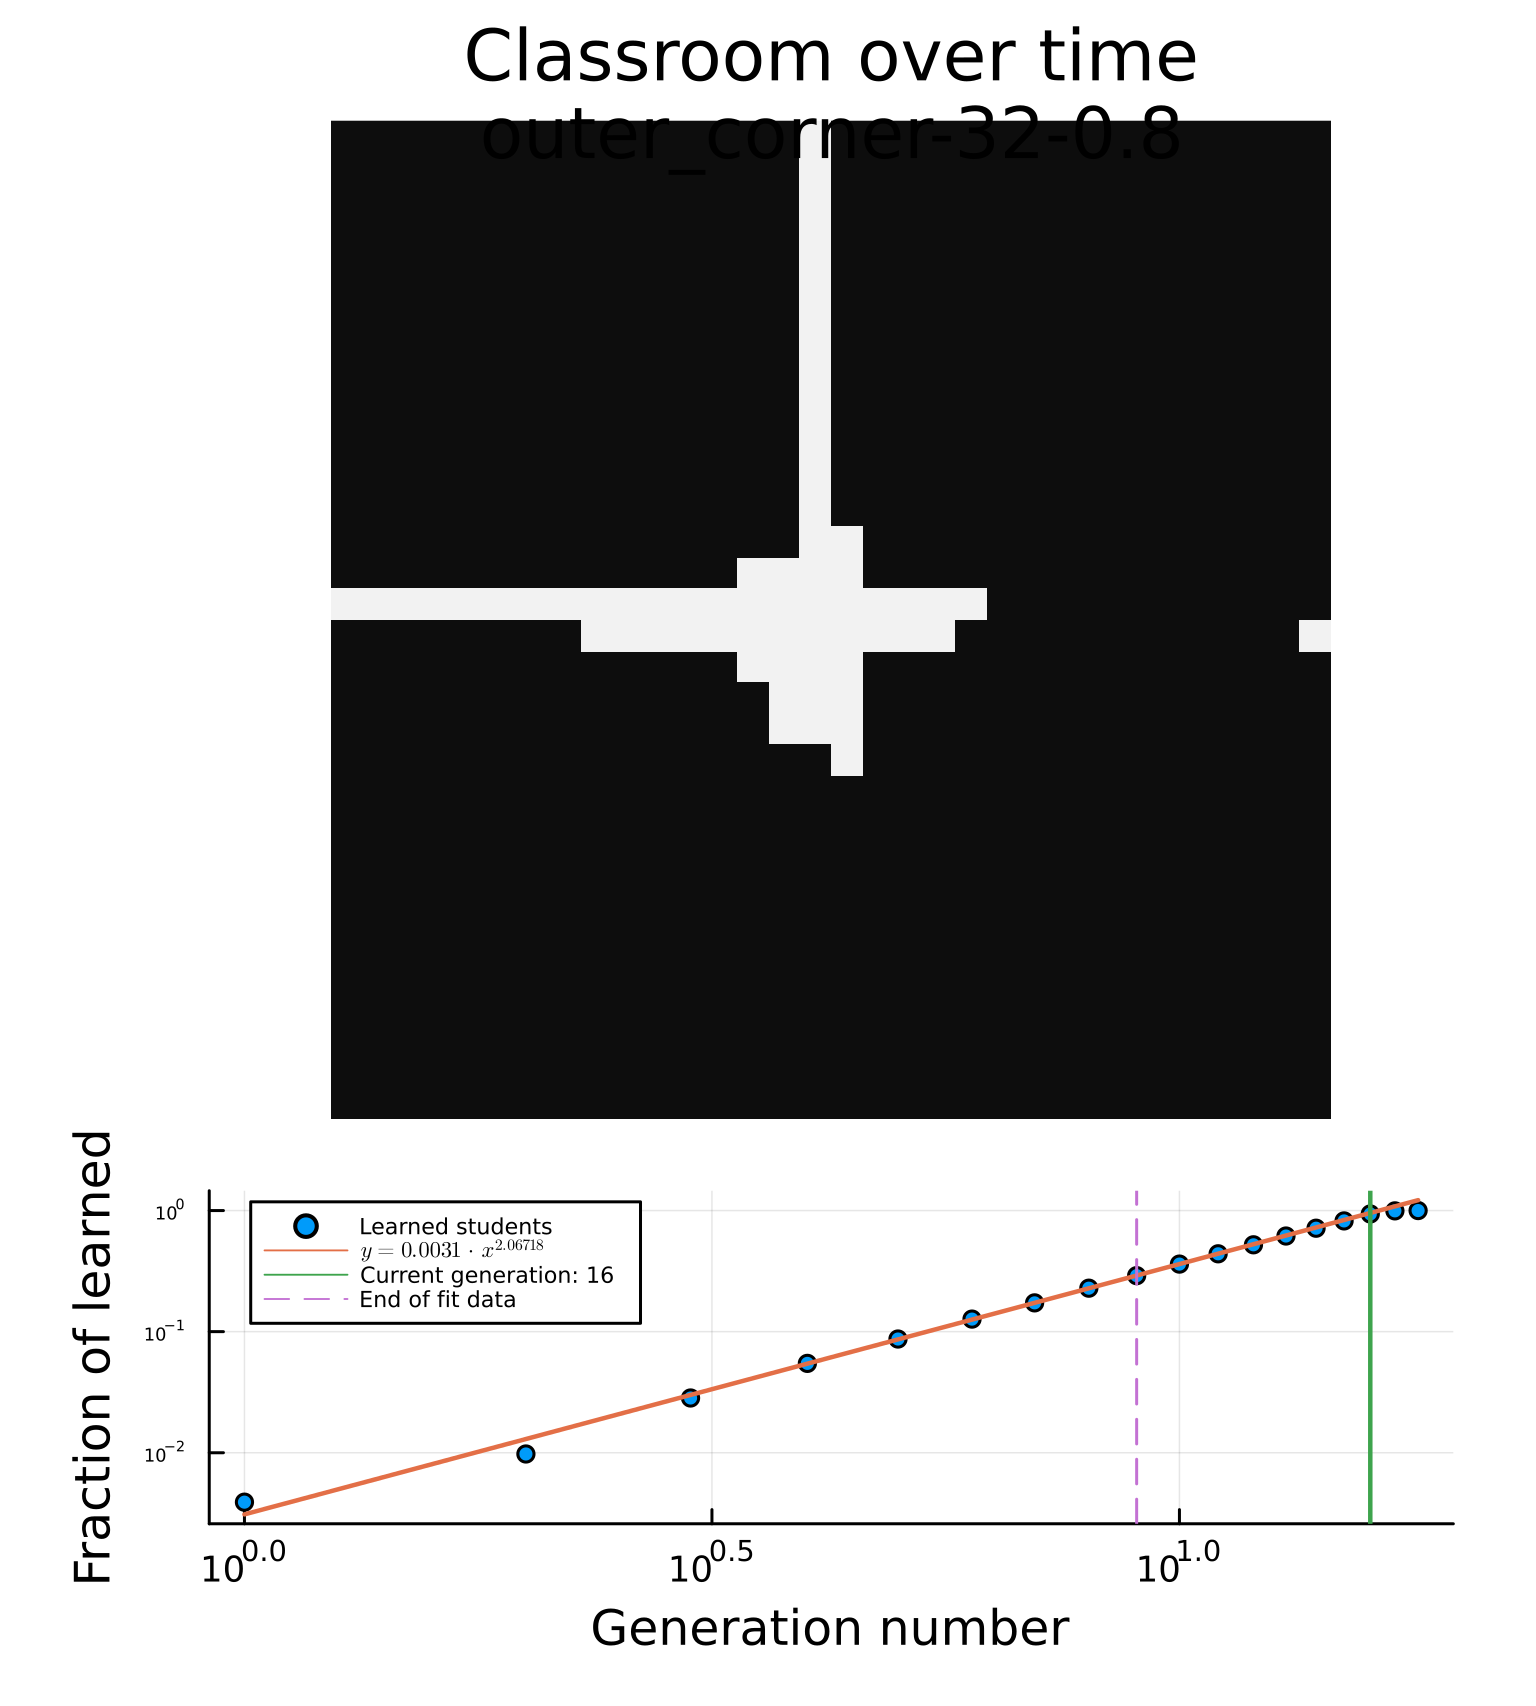 Classroom over time
outer_corner-32-0.8
Fraction of learned
10^0
10^−1
10^−2
Learned students
y = 0.0031 · x^2.06718
Current generation: 16
End of fit data
10^0.0 10^0.5 10^1.0
Generation number